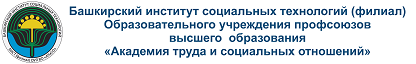 Башкирский институт социальных технологий (филиал)
Образовательного учреждения профсоюзов
высшего образования
«Академия труда и социальных отношений»